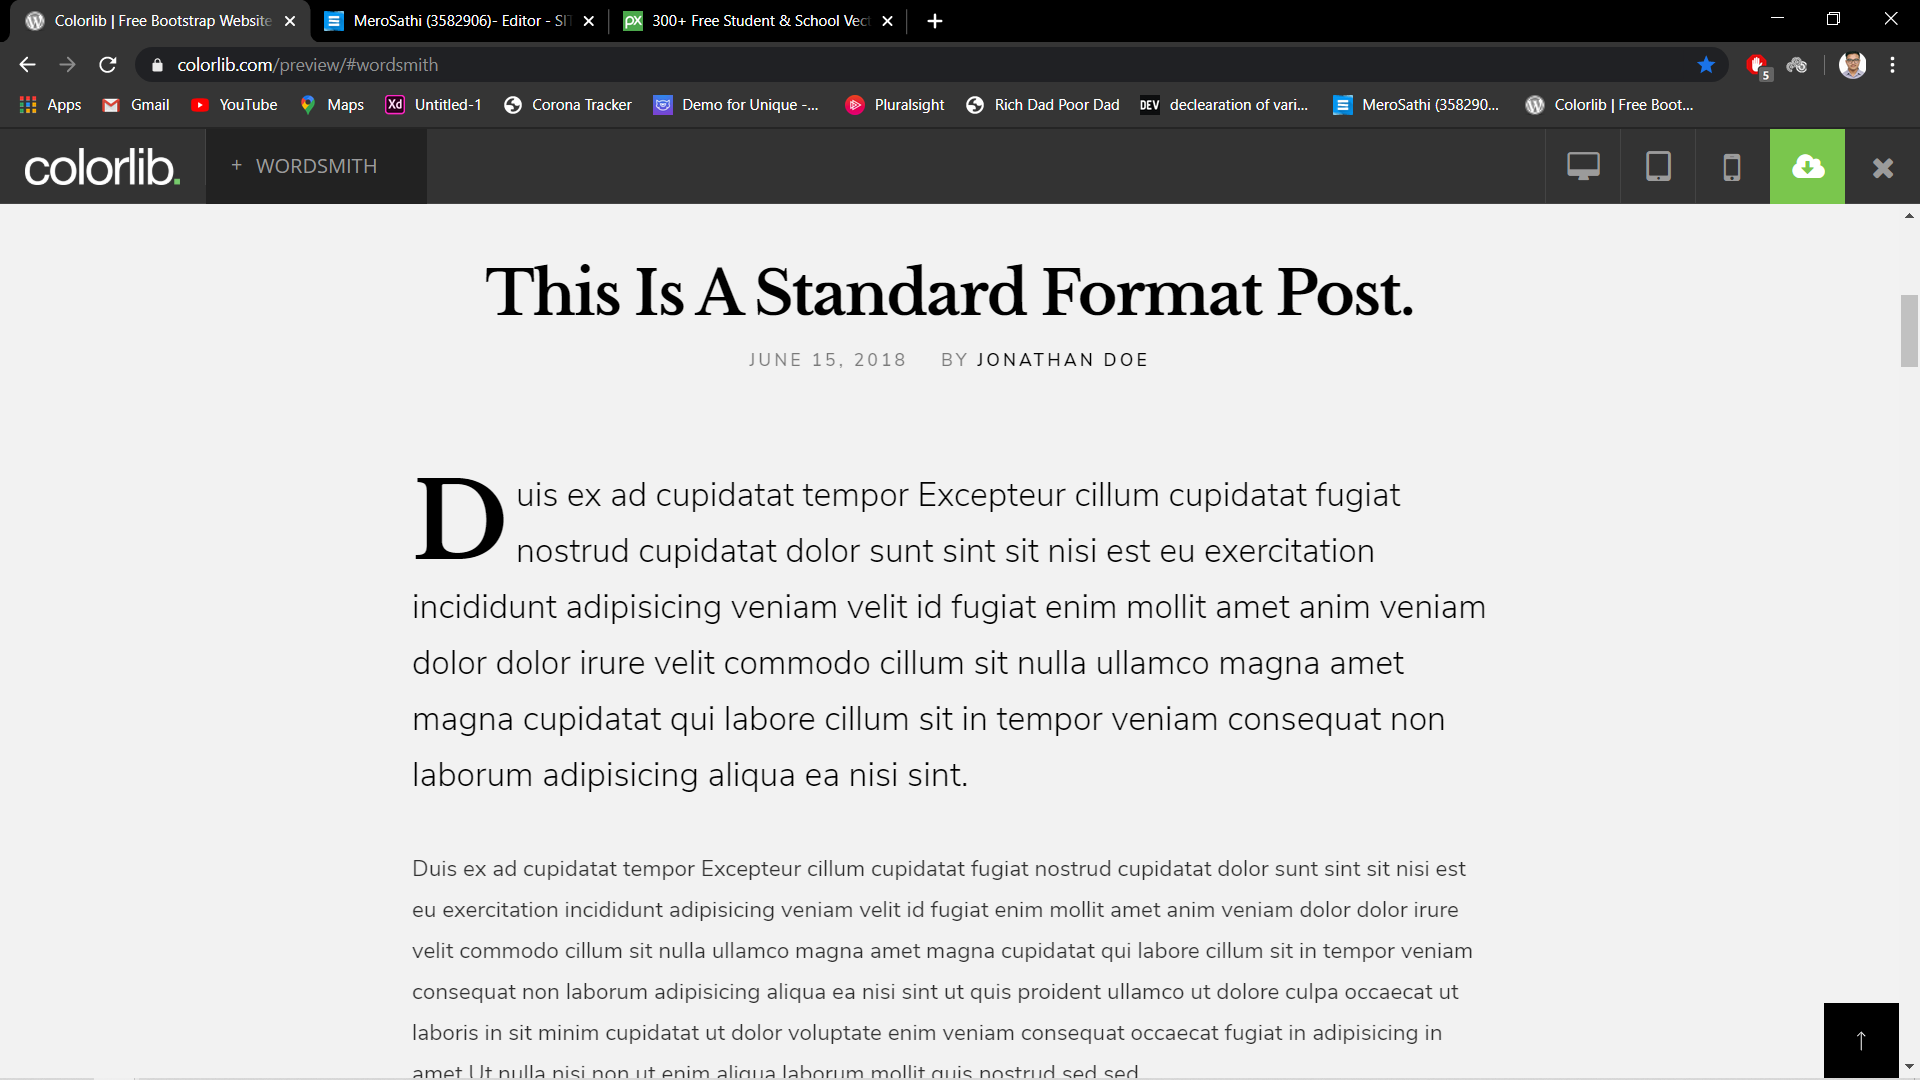 Colorlib | Free Bootstrap Website
MeroSathi (3582906)- Editor - SI
300+ Free Student & School Vec
colorlib.com/preview/#wordsmith
5
Apps
Gmail
YouTube
Maps
Xd Untitled-1
Corona Tracker
Demo for Unique -...
Pluralsight
Rich Dad Poor Dad
DEV declearation of vari...
MeroSathi (358290...
Colorlib | Free Boot...
colorlib.
+ WORDSMITH
This Is A Standard Format Post.
JUNE 15, 2018 BY JONATHAN DOE
Duis ex ad cupidatat tempor Excepteur cillum cupidatat fugiat
nostrud cupidatat dolor sunt sint sit nisi est eu exercitation
incididunt adipisicing veniam velit id fugiat enim mollit amet anim veniam
dolor dolor irure velit commodo cillum sit nulla ullamco magna amet
magna cupidatat qui labore cillum sit in tempor veniam consequat non
laborum adipisicing aliqua ea nisi sint.
Duis ex ad cupidatat tempor Excepteur cillum cupidatat fugiat nostrud cupidatat dolor sunt sint sit nisi est
eu exercitation incididunt adipisicing veniam velit id fugiat enim mollit amet anim veniam dolor dolor irure
velit commodo cillum sit nulla ullamco magna amet magna cupidatat qui labore cillum sit in tempor veniam
consequat non laborum adipisicing aliqua ea nisi sint ut quis proident ullamco ut dolore culpa occaecat ut
laboris in sit minim cupidatat ut dolor voluptate enim veniam consequat occaecat fugiat in adipisicing in
amet Ut nulla nisi non ut enim aliqua laborum mollit quis nostrud sed sed.